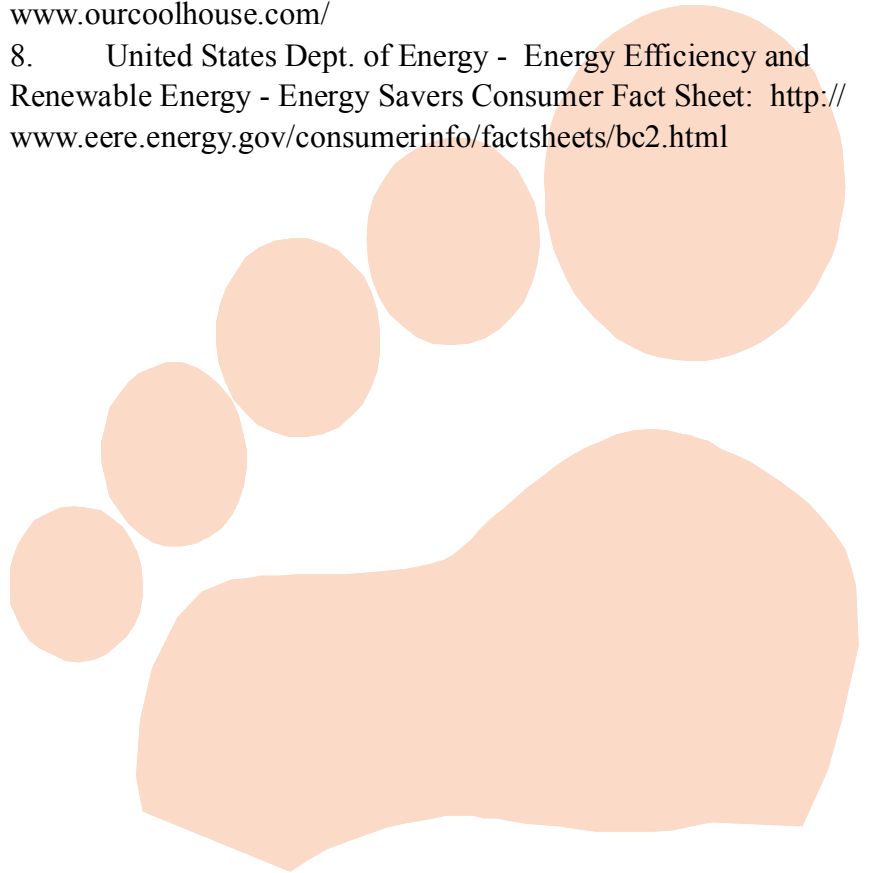 www.ourcoolhouse.com/
8. United States Dept. of Energy - Energy Efficiency and
Renewable Energy - Energy Savers Consumer Fact Sheet: http://
www.eere.energy.gov/consumerinfo/factsheets/bc2.html